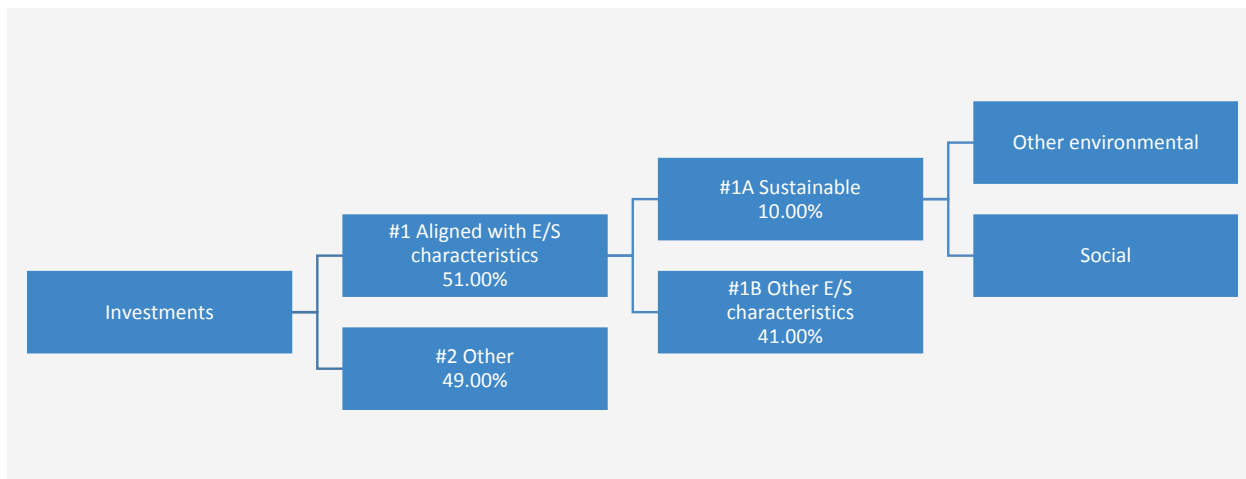 Investments
#1 Aligned with E/S
characteristics
51.00%
#2 Other
49.00%
#1A Sustainable
10.00%
#1B Other E/S
characteristics
41.00%
Other environmental
Social